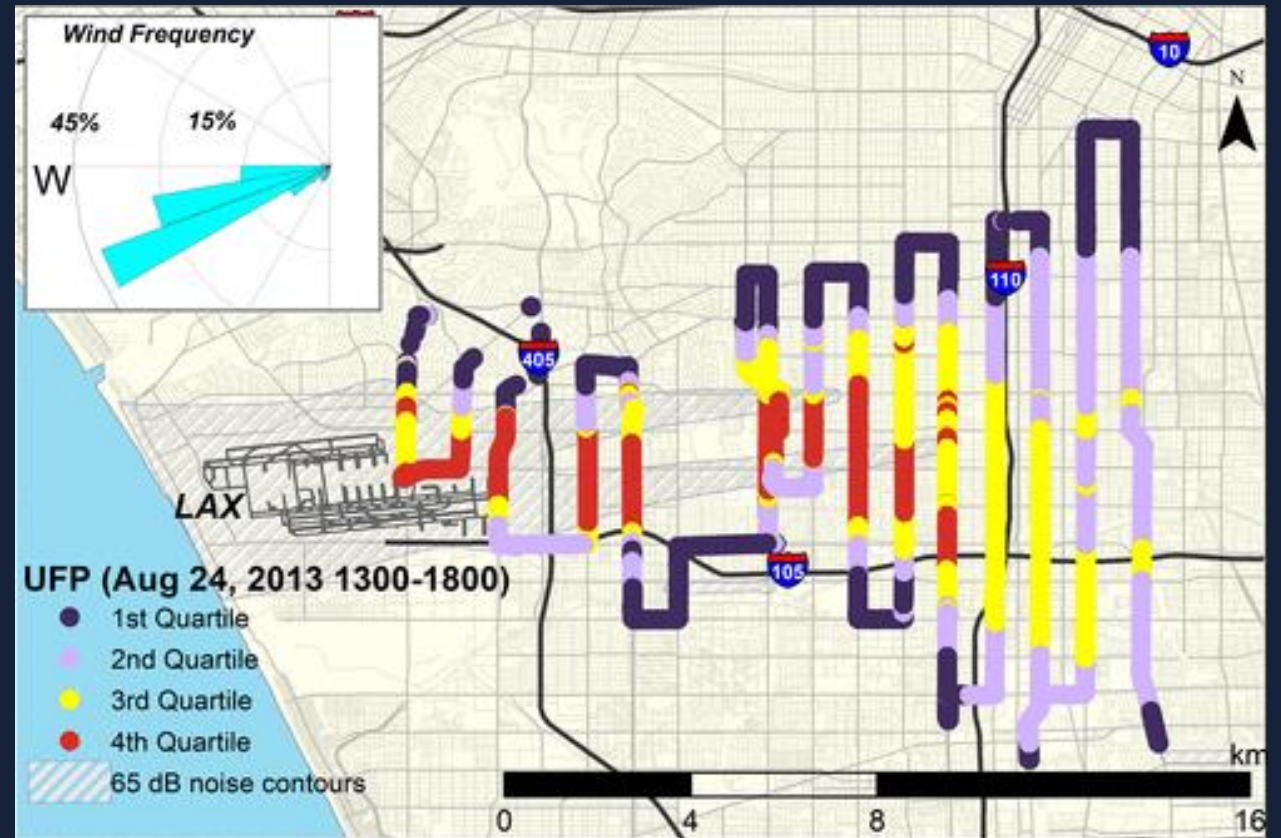 Wind Frequency
45%
15%
W
10
N
110
405
LAX
105
UFP (Aug 24, 2013 1300-1800)
1st Quartile
2nd Quartile
3rd Quartile
4th Quartile
65 dB noise contours
km
0
4
8
16